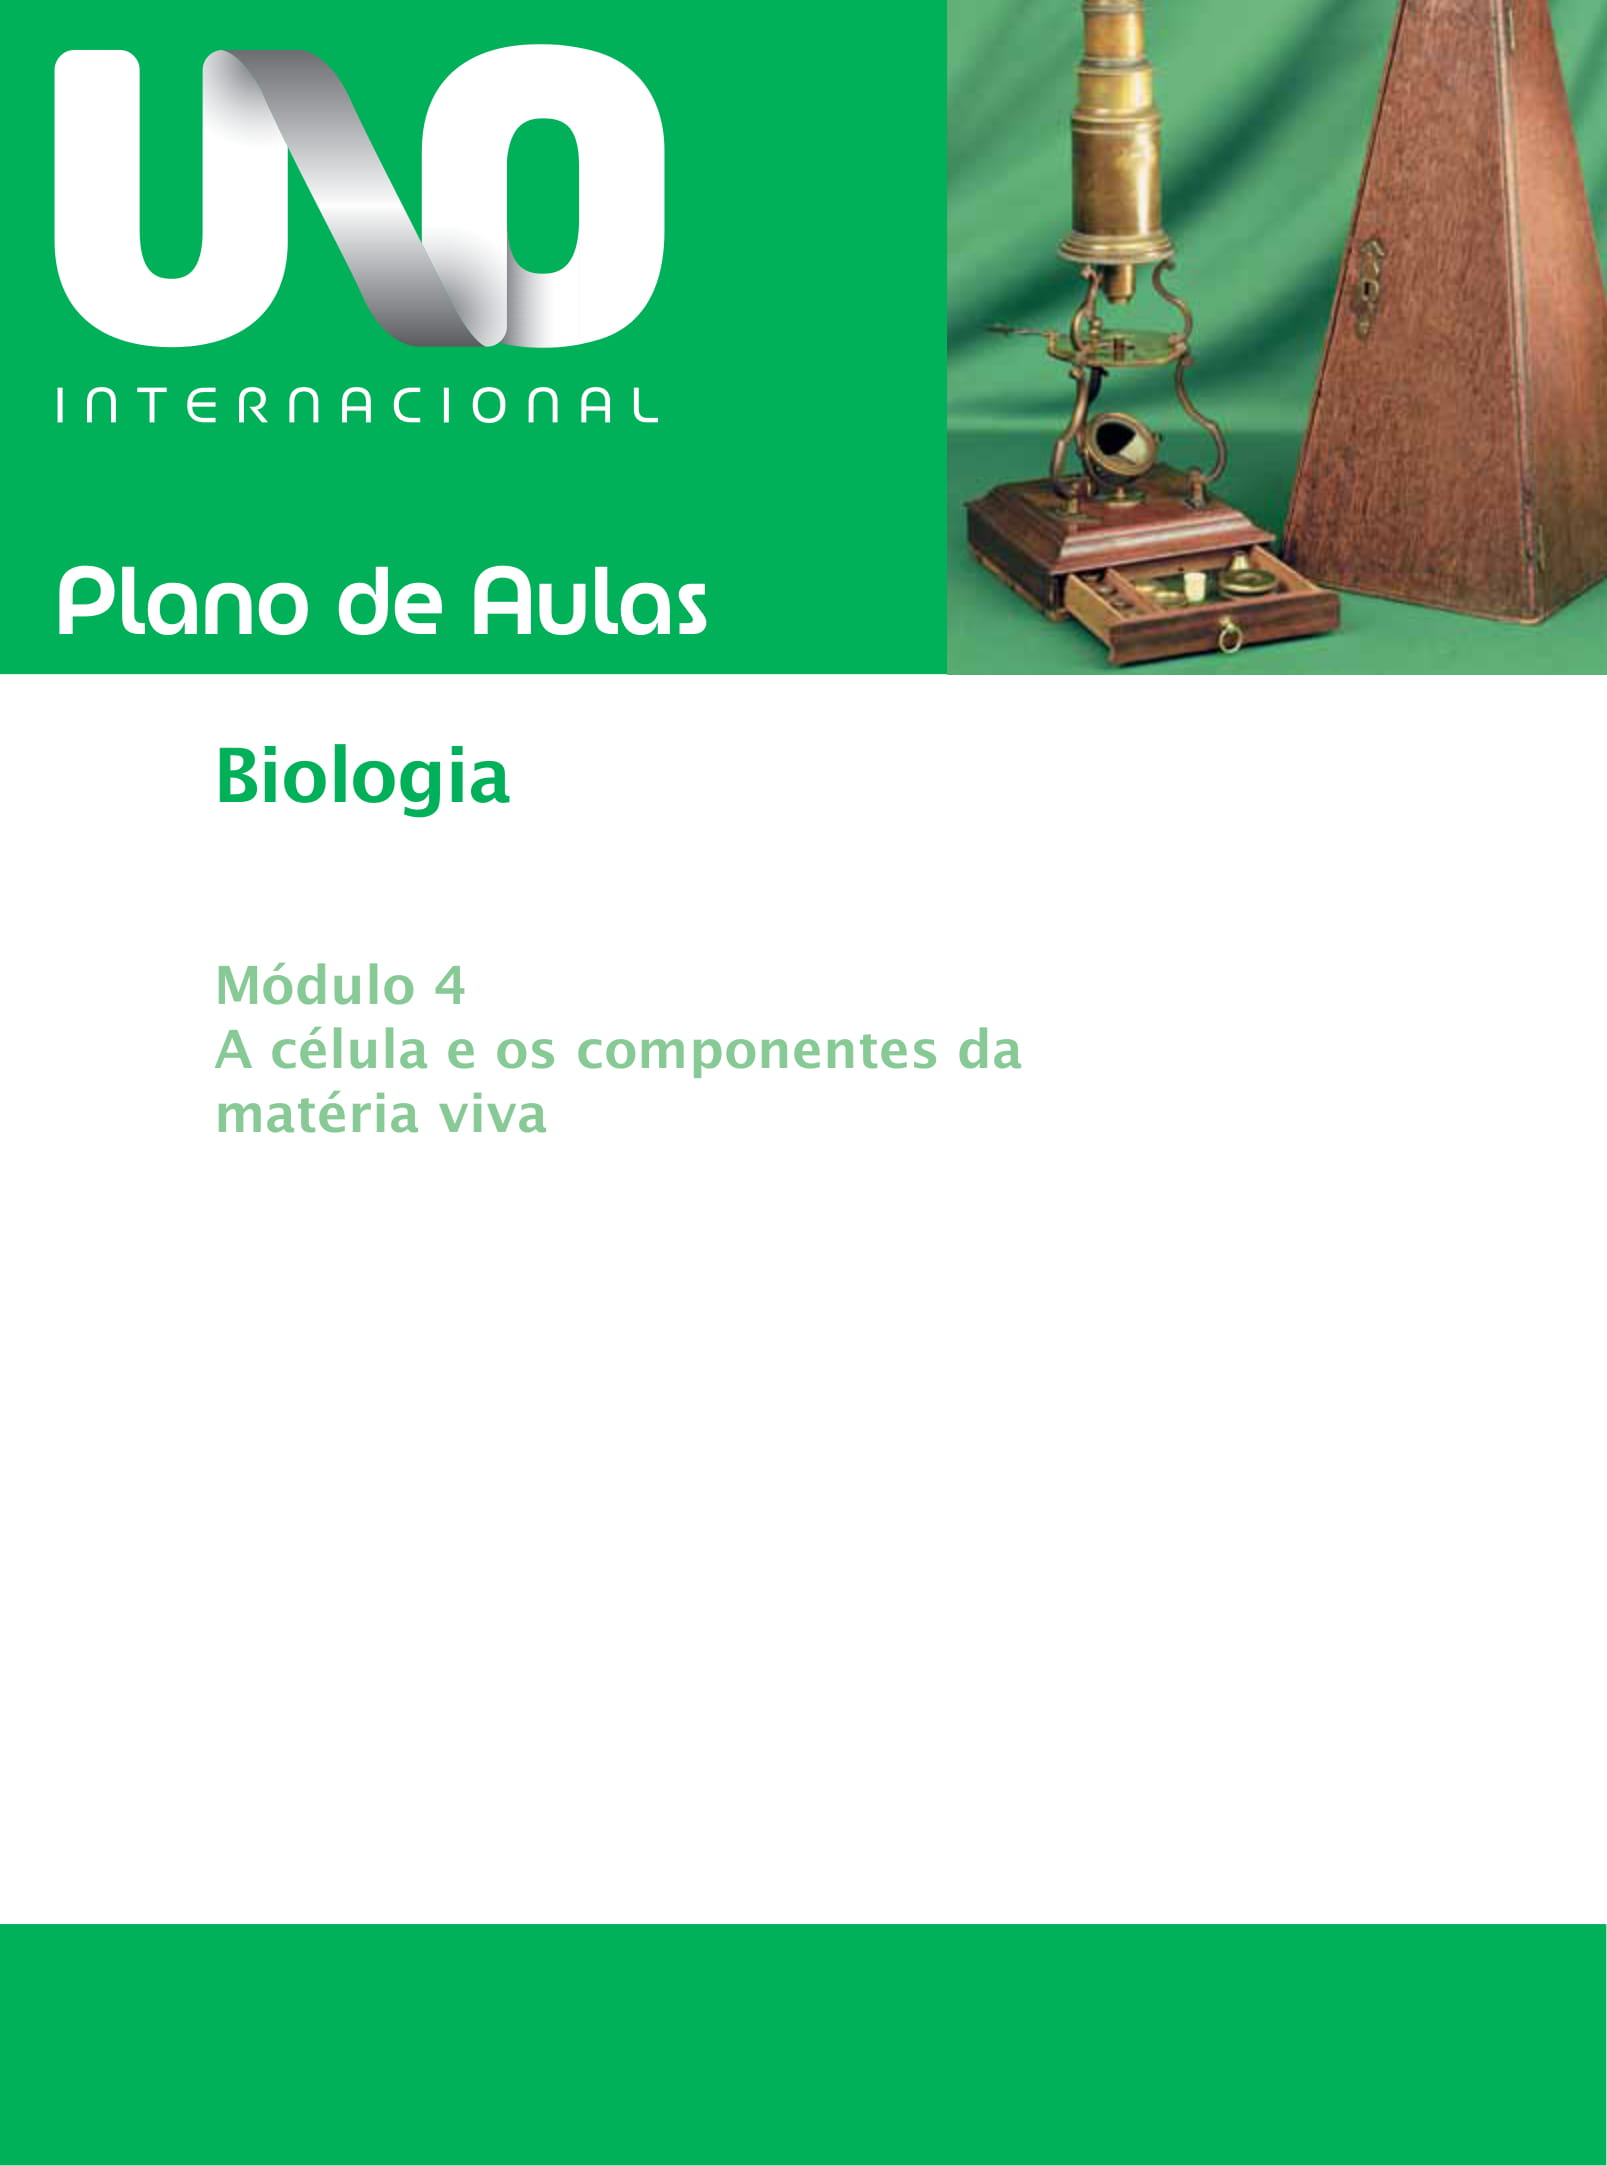 UNO
INTERNACIONAL
Plano de Aulas
Biologia
Módulo 4
A célula e os componentes da
matéria viva